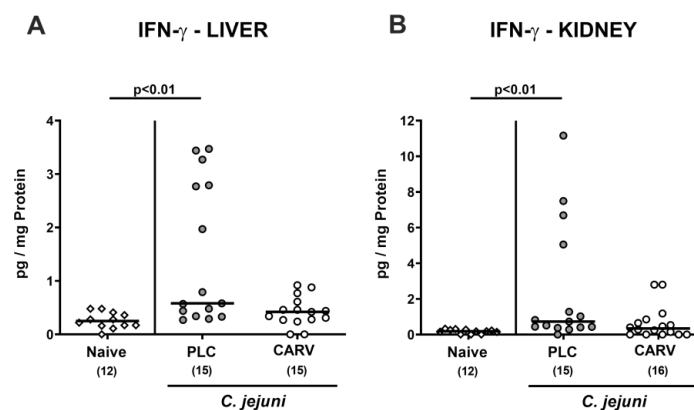 A
IFN-γ - LIVER
p<0.01
pg / mg Protein
4
3
2
1
0
Naive
PLC
CARV
(12)
(15)
(15)
C. jejuni
B
IFN-γ - KIDNEY
p<0.01
pg / mg Protein
12
10
8
6
4
2
0
Naive
PLC
CARV
(12)
(15)
(16)
C. jejuni